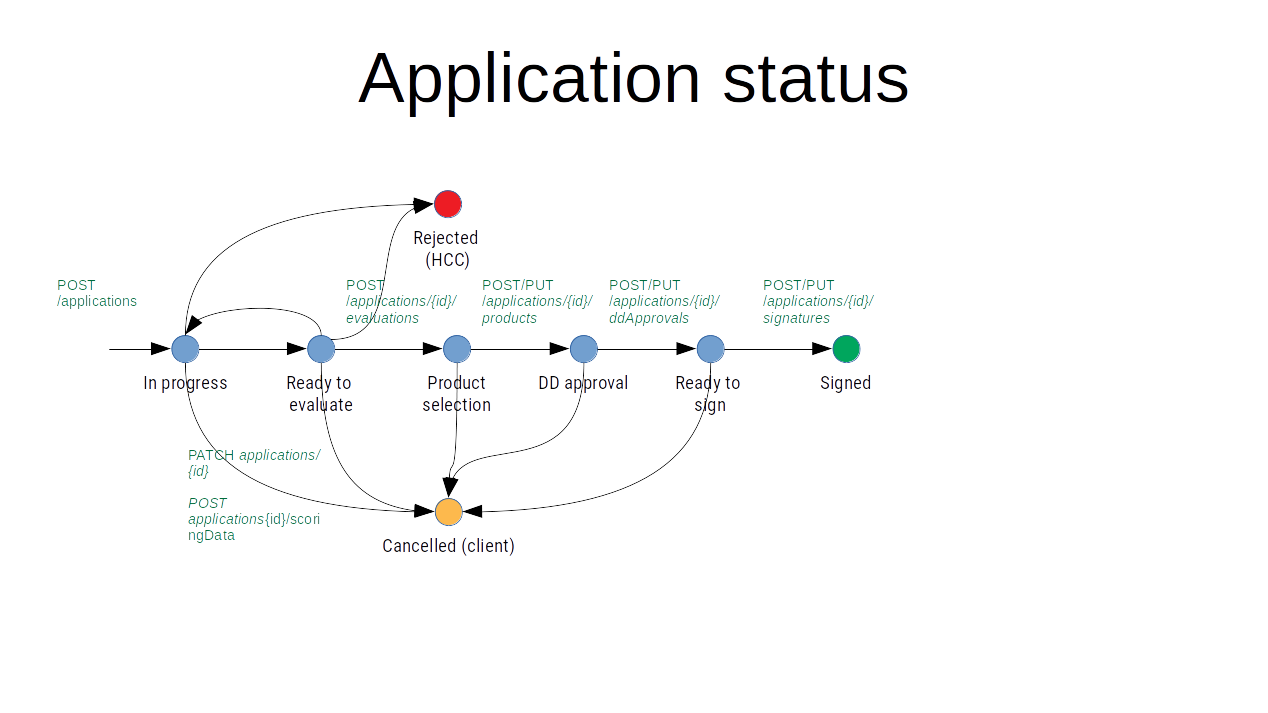 Application status
Rejected
(HCC)
POST
/applications
POST
/applications/{id}/
evaluations
POST/PUT
/applications/{id}/
products
POST/PUT
/applications/{id}/
ddApprovals
POST/PUT
/applications/{id}/
signatures
In progress
Ready to
evaluate
Product
selection
DD approval
Ready to
sign
Signed
PATCH applications/
{id}
POST
applications{id}/scori
ngData
Cancelled (client)